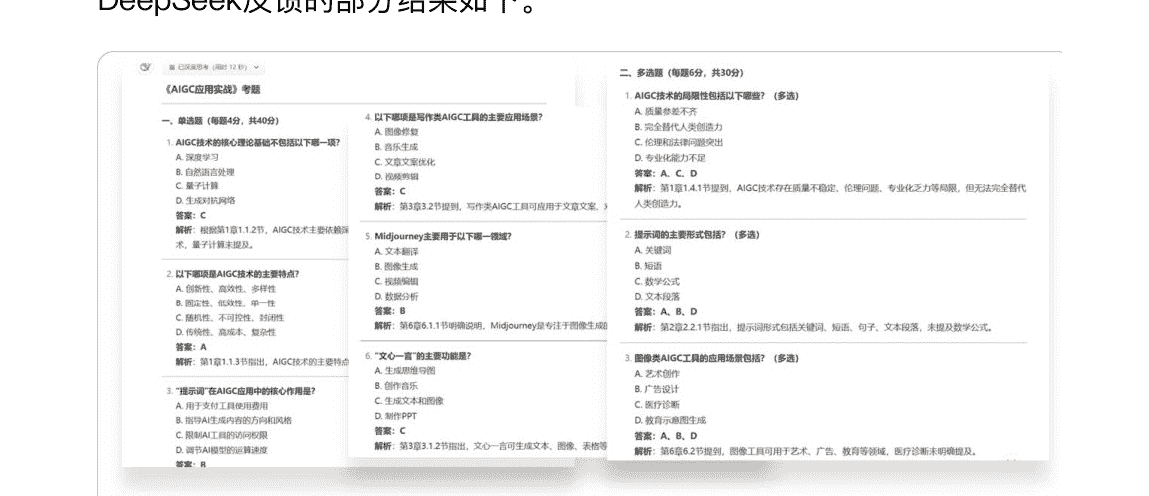 DeepSeek反馈的部分结果如下。
已深度思考（用时 12 秒）
《AIGC应用实战》考题
一、单选题（每题4分，共40分）
1. AIGC技术的核心理论基础不包括以下哪一项？
A. 深度学习
B. 自然语言处理
C. 量子计算
D. 生成对抗网络
答案：C
解析：根据第1章1.1.2节，AIGC技术主要依赖深
术，量子计算未提及。
2. 以下哪项是AIGC技术的主要特点？
A. 创新性、高效性、多样性
B. 固定性、低效性、单一性
C. 随机性、不可控性、封闭性
D. 传统性、高成本、复杂性
答案：A
解析：第1章1.1.3节指出，AIGC技术的主要特点
3. “提示词”在AIGC应用中的核心作用是？
A. 用于支付工具使用费用
B. 指导AI生成内容的方向和风格
C. 限制AI工具的访问权限
D. 调节AI模型的运算速度
答案：B
4. 以下哪项是写作类AIGC工具的主要应用场景？
A. 图像修复
B. 音乐生成
C. 文章文案优化
D. 视频剪辑
答案：C
解析：第3章3.2节提到，写作类AIGC工具可应用于文章文案、
5. Midjourney主要用于以下哪一领域？
A. 文本翻译
B. 图像生成
C. 视频编辑
D. 数据分析
答案：B
解析：第6章6.1.1节明确说明，Midjourney是专注于图像生成
6. “文心一言”的主要功能是？
A. 生成思维导图
B. 创作音乐
C. 生成文本和图像
D. 制作PPT
答案：C
解析：第3章3.1.2节指出，文心一言可生成文本、图像、表格等
二、多选题（每题6分，共30分）
1. AIGC技术的局限性包括以下哪些？（多选）
A. 质量参差不齐
B. 完全替代人类创造力
C. 伦理和法律问题突出
D. 专业化能力不足
答案：A、C、D
解析：第1章1.4.1节提到，AIGC技术存在质量不稳定、伦理问题、专业化乏力等局限，但无法完全替代
人类创造力。
2. 提示词的主要形式包括？（多选）
A. 关键词
B. 短语
C. 数学公式
D. 文本段落
答案：A、B、D
解析：第2章2.2.1节指出，提示词形式包括关键词、短语、句子、文本段落，未提及数学公式。
3. 图像类AIGC工具的应用场景包括？（多选）
A. 艺术创作
B. 广告设计
C. 医疗诊断
D. 教育示意图生成
答案：A、B、D
解析：第6章6.2节提到，图像工具可用于艺术、广告、教育等领域，医疗诊断未明确提及。